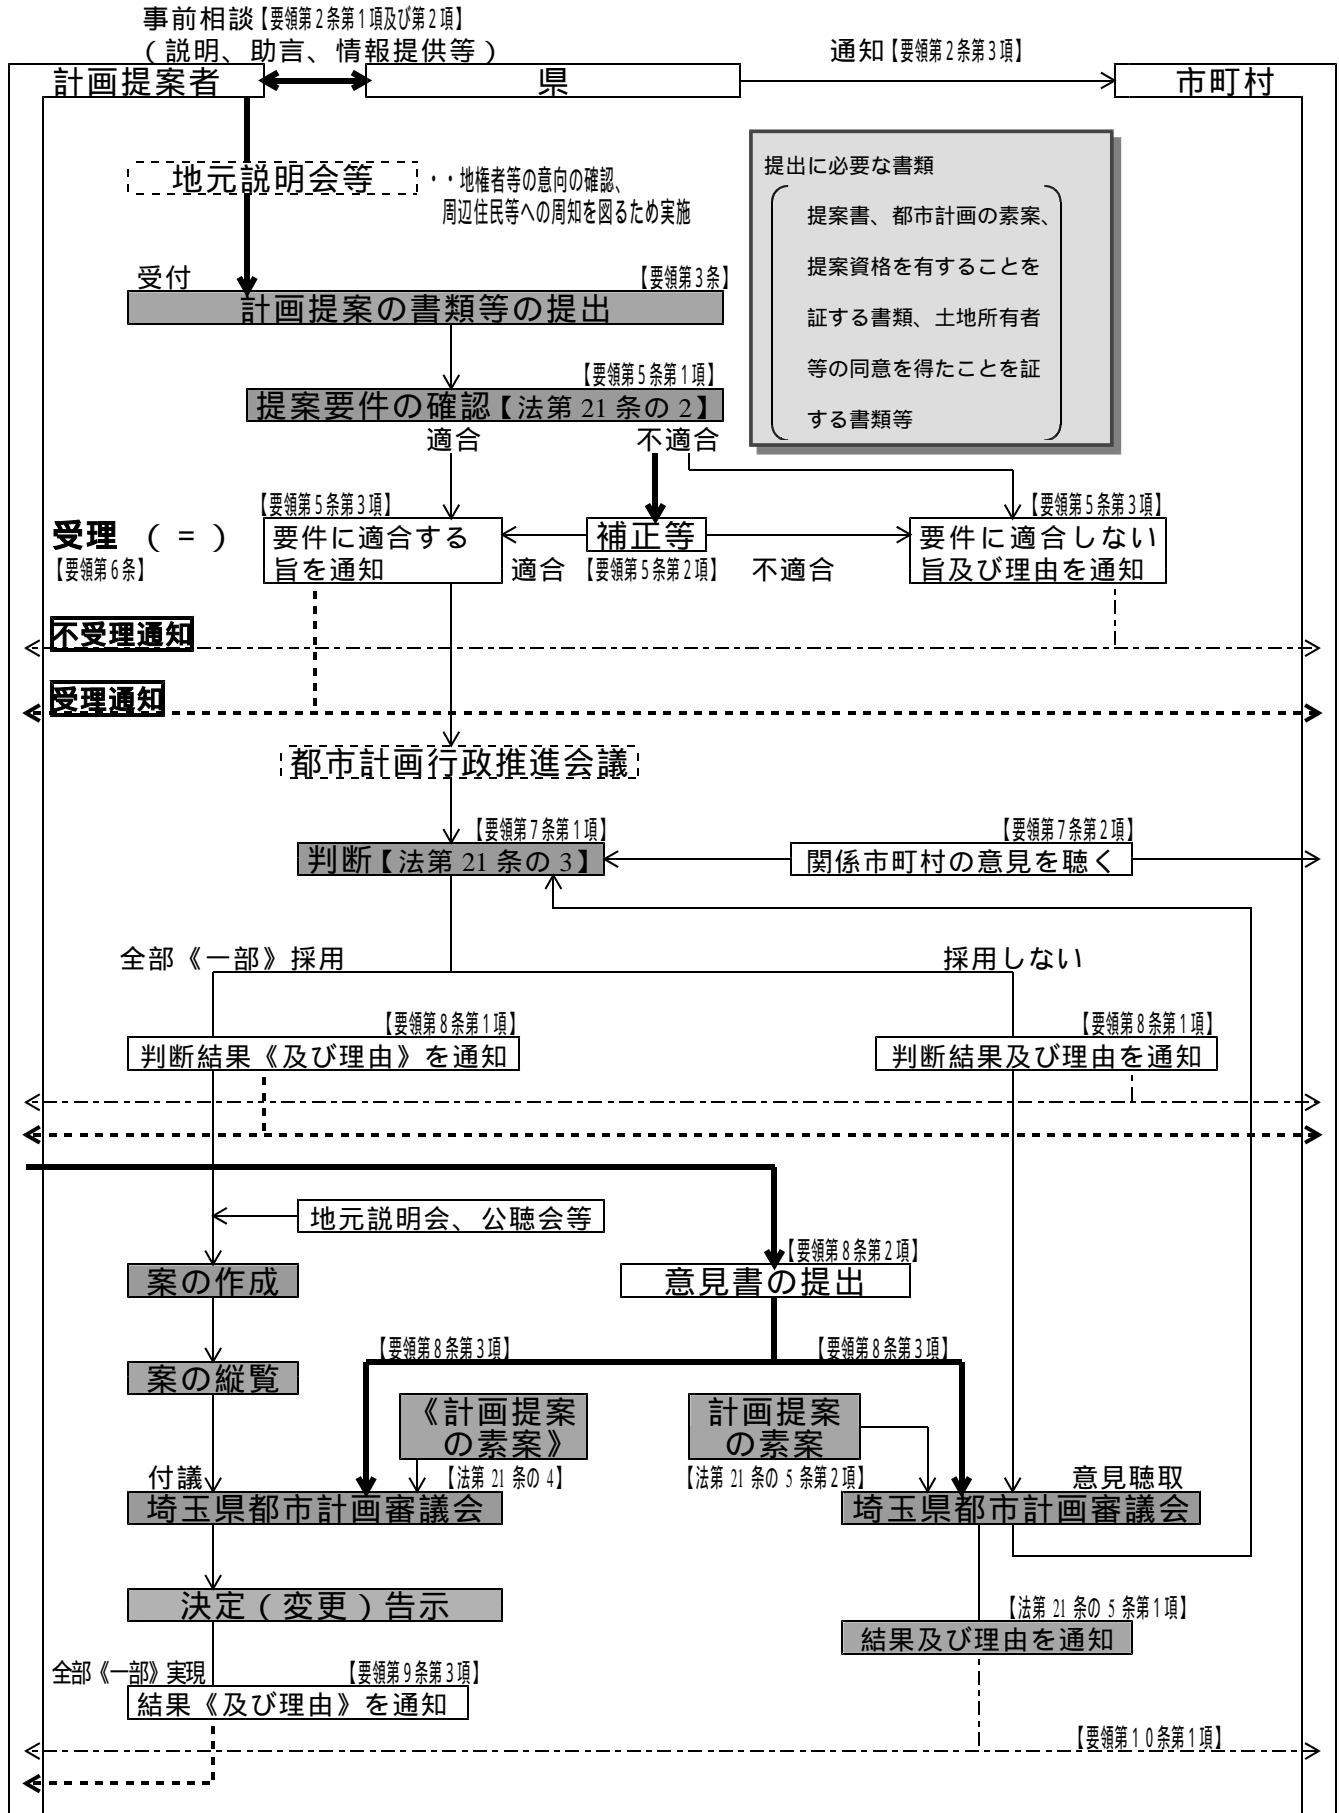 事前相談【要領第2条第1項及び第2項】
（説明、助言、情報提供等）
通知【要領第2条第3項】
計画提案者
県
市町村
地元説明会等
・・地権者等の意向の確認、
周辺住民等への周知を図るため実施
提出に必要な書類
提案書、都市計画の素案、
提案資格を有することを
証する書類、土地所有者
等の同意を得たことを証
する書類等
受付
【要領第3条】
計画提案の書類等の提出
【要領第5条第1項】
提案要件の確認【法第 21 条の 2】
適合
不適合
【要領第5条第3項】
【要領第5条第3項】
受理 （ = ）
【要領第6条】
要件に適合する
旨を通知
補正等
適合
【要領第5条第2項】
不適合
要件に適合しない
旨及び理由を通知
不受理通知
受理通知
都市計画行政推進会議
【要領第7条第1項】
【要領第7条第2項】
判断【法第 21 条の 3】
関係市町村の意見を聴く
全部《一部》採用
採用しない
【要領第8条第1項】
【要領第8条第1項】
判断結果《及び理由》を通知
判断結果及び理由を通知
地元説明会、公聴会等
【要領第8条第2項】
案の作成
意見書の提出
【要領第8条第3項】
【要領第8条第3項】
案の縦覧
《計画提案
の素案》
計画提案
の素案
付議
【法第 21 条の 4】
【法第 21 条の 5 条第2項】
意見聴取
埼玉県都市計画審議会
埼玉県都市計画審議会
決定（変更）告示
【法第 21 条の 5 条第1項】
結果及び理由を通知
全部《一部》実現
【要領第9条第3項】
結果《及び理由》を通知
【要領第10条第1項】